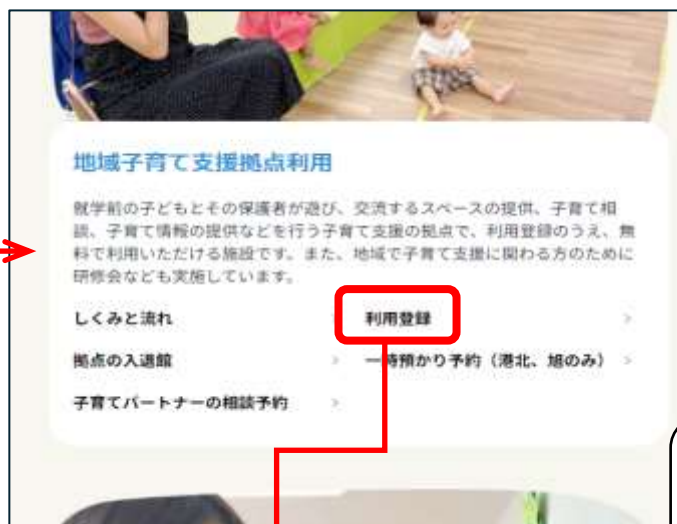 地域子育て支援拠点利用
就学前の子どもとその保護者が遊び、交流するスペースの提供、子育て相
談、子育て情報の提供などを行う子育て支援の拠点で、利用登録のうえ、無
料で利用いただける施設です。また、地域で子育て支援に関わる方のために
研修会なども実施しています。
しくみと流れ >
利用登録 >
拠点の入退館 >
一時預かり予約（港北、旭のみ） >
子育てパートナーの相談予約 >